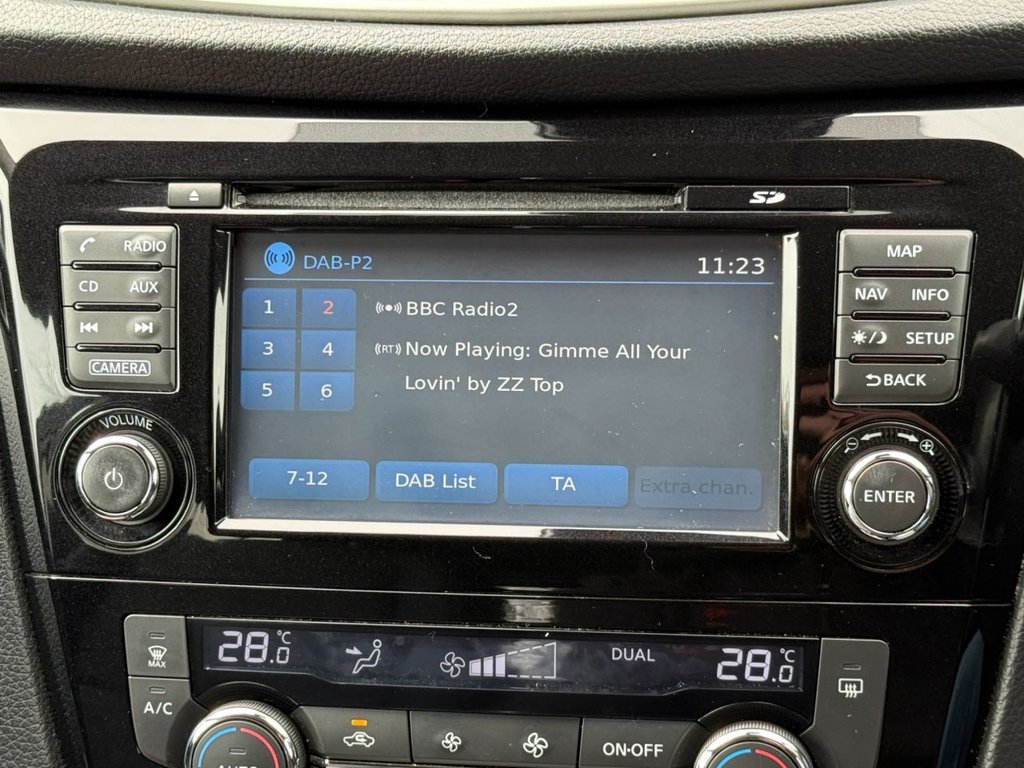 SD
RADIO
CD AUX
CAMERA
VOLUME
DAB-P2 11:23
1 2 BBC Radio2
3 4 (RT) Now Playing: Gimme All Your
Lovin' by ZZ Top
5 6
7-12 DAB List TA Extra chan.
MAP
NAV INFO
SETUP
BACK
ENTER
28.0 °C DUAL 28.0 °C
MAX
A/C
AUTO
ON·OFF